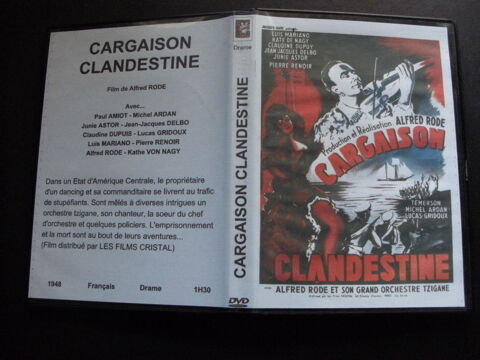 CARGAISON
CLANDESTINE
Film de Alfred RODE
Avec...
Paul AMIOT - Michel ARDAN
Junie ASTOR - Jean-Jacques DELBO
Claudine DUPUIS - Lucas GRIDOUX
Luis MARIANO - Pierre RENOIR
Alfred RODE - Kathe VON NAGY
Dans un Etat d'Amérique Centrale, le propriétaire
d'un dancing et sa commanditaire se livrent au trafic
de stupéfiants. Sont mêlés à diverses intrigues un
orchestre tzigane, son chanteur, la soeur du chef
d'orchestre et quelques policiers. L'emprisonnement
et la mort sont au bout de leurs aventures...
(Film distribué par LES FILMS CRISTAL)
1948 Français Drame 1H30
Drame
CARGAISON CLANDESTINE
DVD
LUIS MARIANO
KATE DE NAGY
CLAUDINE DUPUY
JEAN-JACQUES DELBO
JUNIE ASTOR
et
PIERRE RENOIR
Production et Réalisation
ALFRED RODE
CARGAISON
TEMERSON
MICHEL ARDAN
LUCAS GRIDOUX
CLANDESTINE
ALFRED RODE ET SON GRAND ORCHESTRE TZIGANE